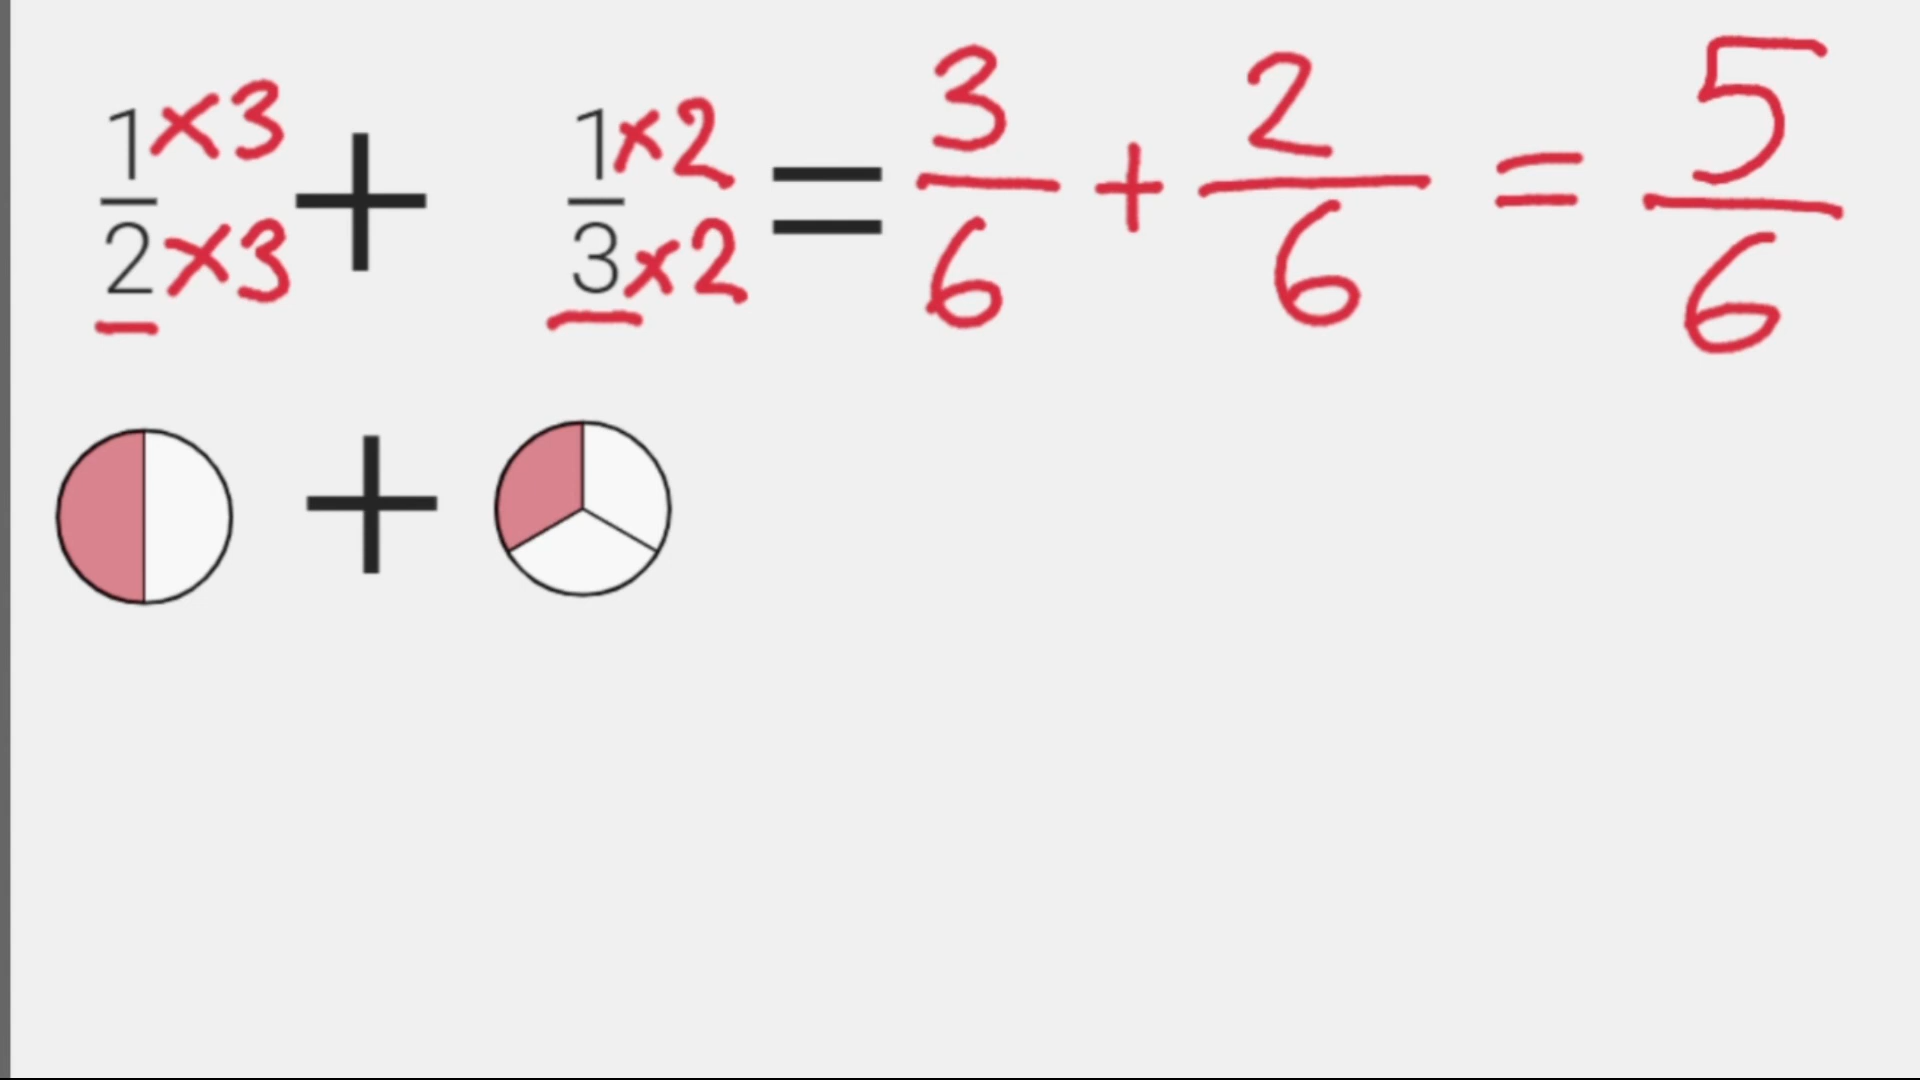 1×3/2×3 + 1×2/3×2 = 3/6 + 2/6 = 5/6
+